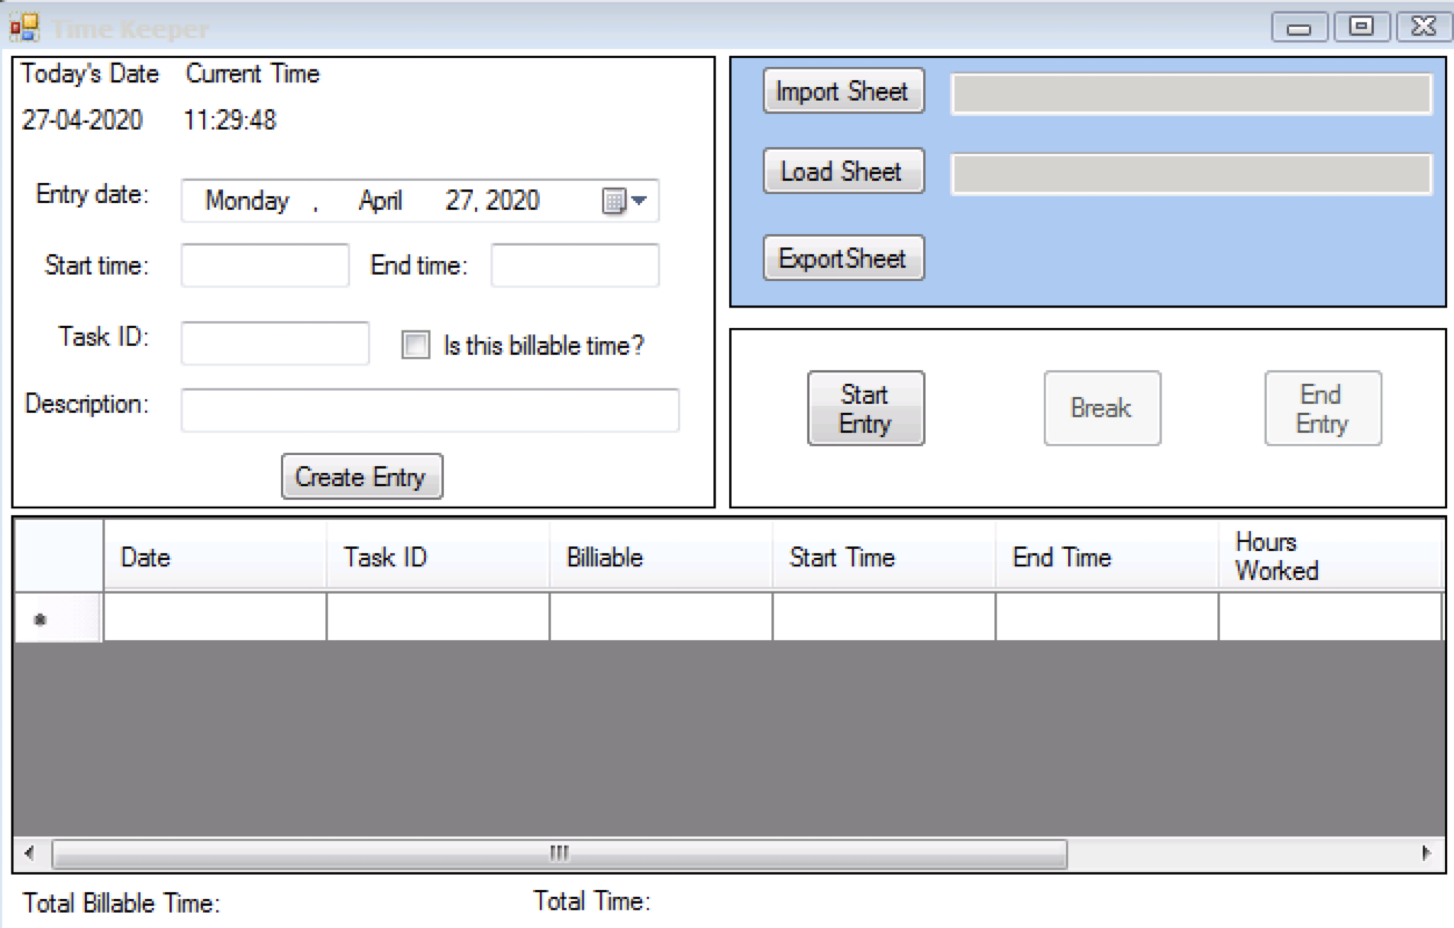 Time Keeper
Today's Date Current Time
27-04-2020 11:29:48
Entry date: Monday , April 27, 2020
Start time: End time:
Task ID: Is this billable time?
Description:
Create Entry
Import Sheet
Load Sheet
ExportSheet
Start
Entry
Break
End
Entry
Date Task ID Billiable Start Time End Time Hours
Worked
Total Billable Time: Total Time: